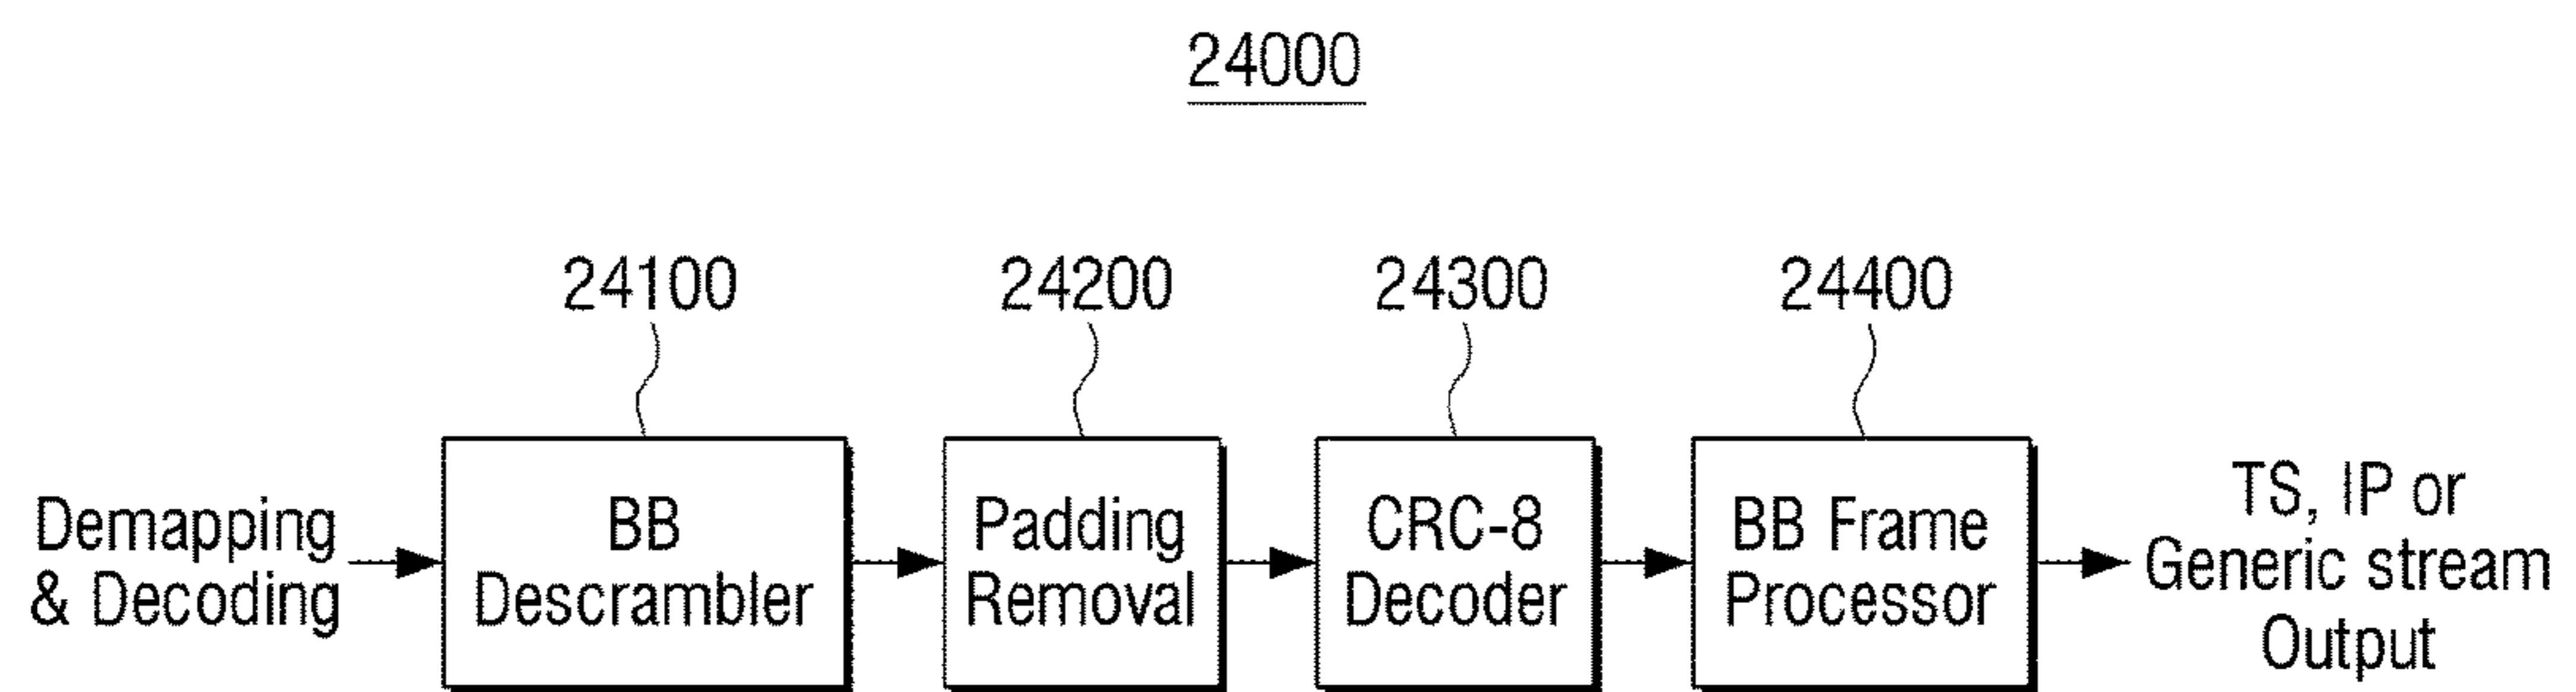 24000
24100
24200
24300
24400
Demapping
& Decoding
BB
Descrambler
Padding
Removal
CRC-8
Decoder
BB Frame
Processor
TS, IP or
Generic stream
Output